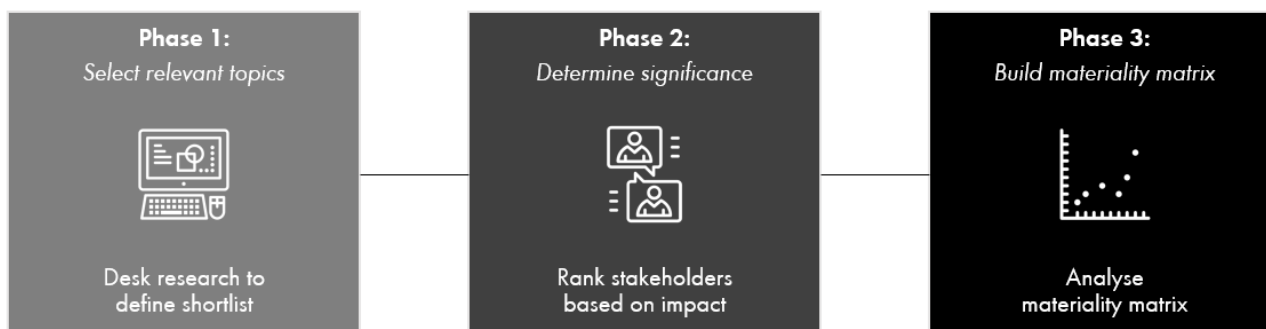 Phase 1:
Select relevant topics
Desk research to
define shortlist
Phase 2:
Determine significance
Rank stakeholders
based on impact
Phase 3:
Build materiality matrix
Analyse
materiality matrix